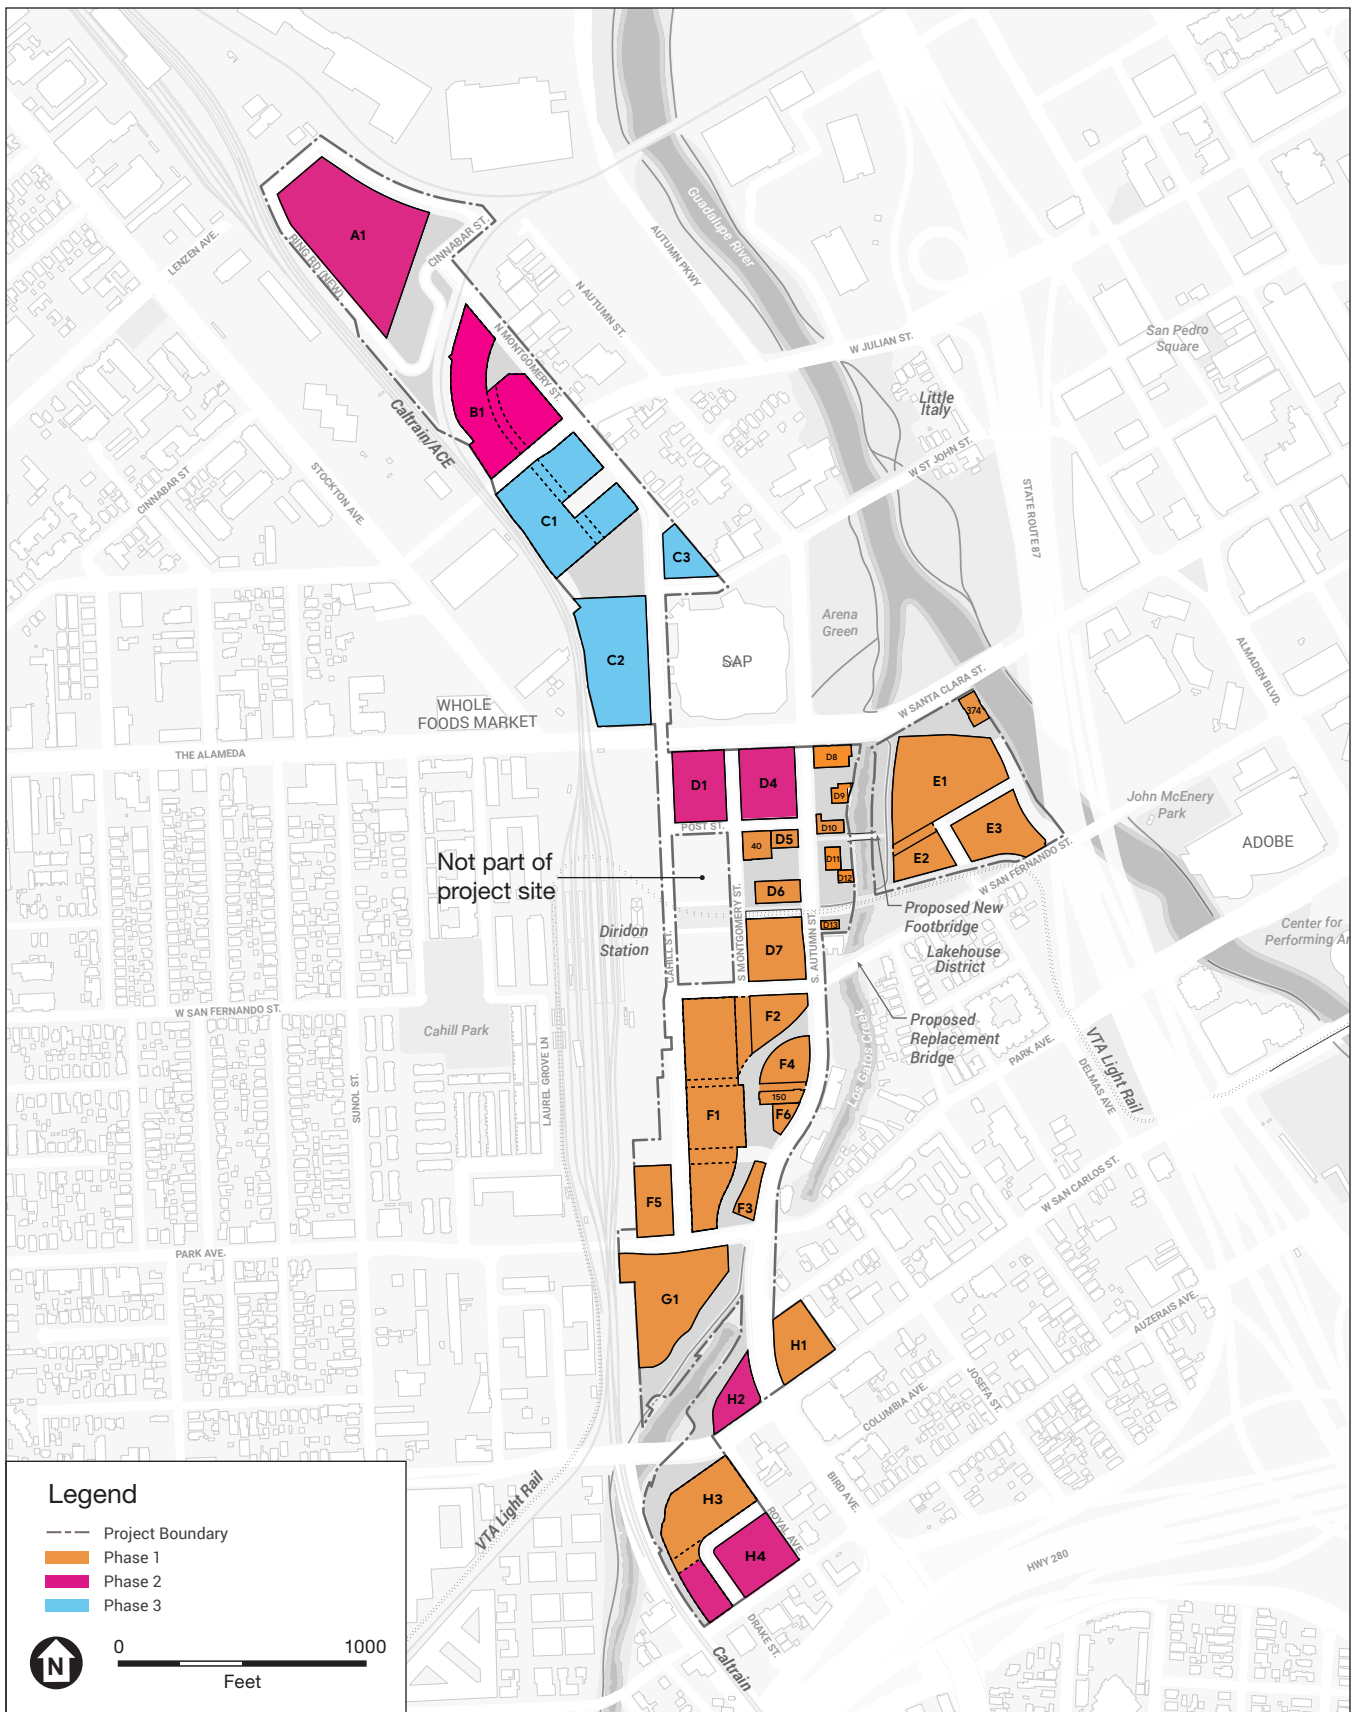 Guadalupe River
A1
CINNABAR ST.
LENZEN AVE.
RING RD (NEW)
AUTUMN PKWY
N AUTUMN ST.
N MONTGOMERY ST.
W JULIAN ST.
San Pedro
Square
Little
Italy
B1
Caltrain/ACE
W ST JOHN ST.
STOCKTON AVE
CINNABAR ST
STATE ROUTE 87
C1
C3
Arena
Green
C2
SAP
ALMADEN BLVD.
W SANTA CLARA ST.
WHOLE
FOODS MARKET
374
THE ALAMEDA
D8
D1
D4
E1
D9
John McEnery
Park
POST ST.
D10
E3
40
D5
ADOBE
Not part of
project site
D11
E2
D12
W SAN FERNANDO ST.
D6
S MONTGOMERY ST.
Proposed New
Footbridge
D13
Center for
Performing Ar
Diridon
Station
CAHILL ST.
D7
S. AUTUMN ST.
Lakehouse
District
W SAN FERNANDO ST.
F2
Cahill Park
Proposed
Replacement
Bridge
PARK AVE.
Los Gatos Creek
VTA Light Rail
DELMAS AVE
F4
LAUREL GROVE LN
SUNOL ST.
150
F1
F6
F5
F3
W SAN CARLOS ST.
PARK AVE.
G1
AUZERAIS AVE.
H1
JOSEFA ST.
H2
COLUMBIA AVE.
BIRD AVE.
VTA Light Rail
H3
ROYAL AVE.
H4
HWY 280
DRAKE ST.
Caltrain
Legend
Project Boundary
Phase 1
Phase 2
Phase 3
N
0 1000
Feet